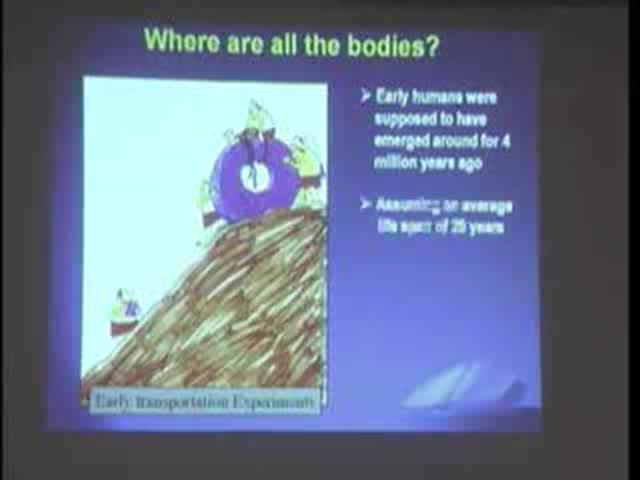 Where are all the bodies?
Early humans were
supposed to have
emerged around for 4
million years ago
Assuming an average
life span of 25 years
Early transportation Experiments